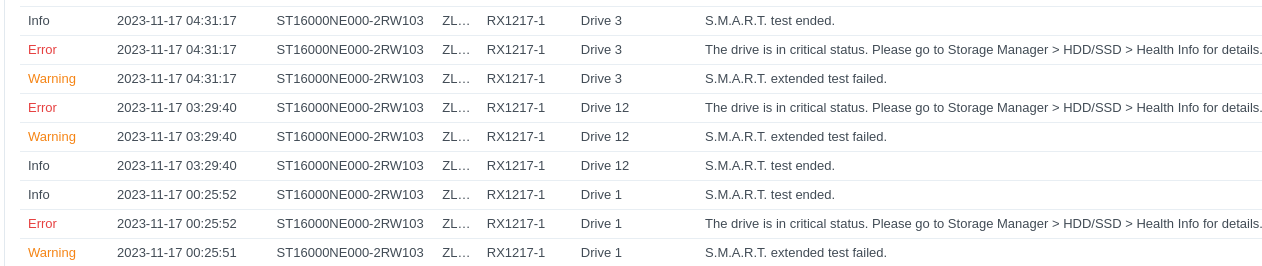 Info 2023-11-17 04:31:17 ST16000NE000-2RW103 ZL… RX1217-1 Drive 3 S.M.A.R.T. test ended.
Error 2023-11-17 04:31:17 ST16000NE000-2RW103 ZL… RX1217-1 Drive 3 The drive is in critical status. Please go to Storage Manager > HDD/SSD > Health Info for details.
Warning 2023-11-17 04:31:17 ST16000NE000-2RW103 ZL… RX1217-1 Drive 3 S.M.A.R.T. extended test failed.
Error 2023-11-17 03:29:40 ST16000NE000-2RW103 ZL… RX1217-1 Drive 12 The drive is in critical status. Please go to Storage Manager > HDD/SSD > Health Info for details.
Warning 2023-11-17 03:29:40 ST16000NE000-2RW103 ZL… RX1217-1 Drive 12 S.M.A.R.T. extended test failed.
Info 2023-11-17 03:29:40 ST16000NE000-2RW103 ZL… RX1217-1 Drive 12 S.M.A.R.T. test ended.
Info 2023-11-17 00:25:52 ST16000NE000-2RW103 ZL… RX1217-1 Drive 1 S.M.A.R.T. test ended.
Error 2023-11-17 00:25:52 ST16000NE000-2RW103 ZL… RX1217-1 Drive 1 The drive is in critical status. Please go to Storage Manager > HDD/SSD > Health Info for details.
Warning 2023-11-17 00:25:51 ST16000NE000-2RW103 ZL… RX1217-1 Drive 1 S.M.A.R.T. extended test failed.